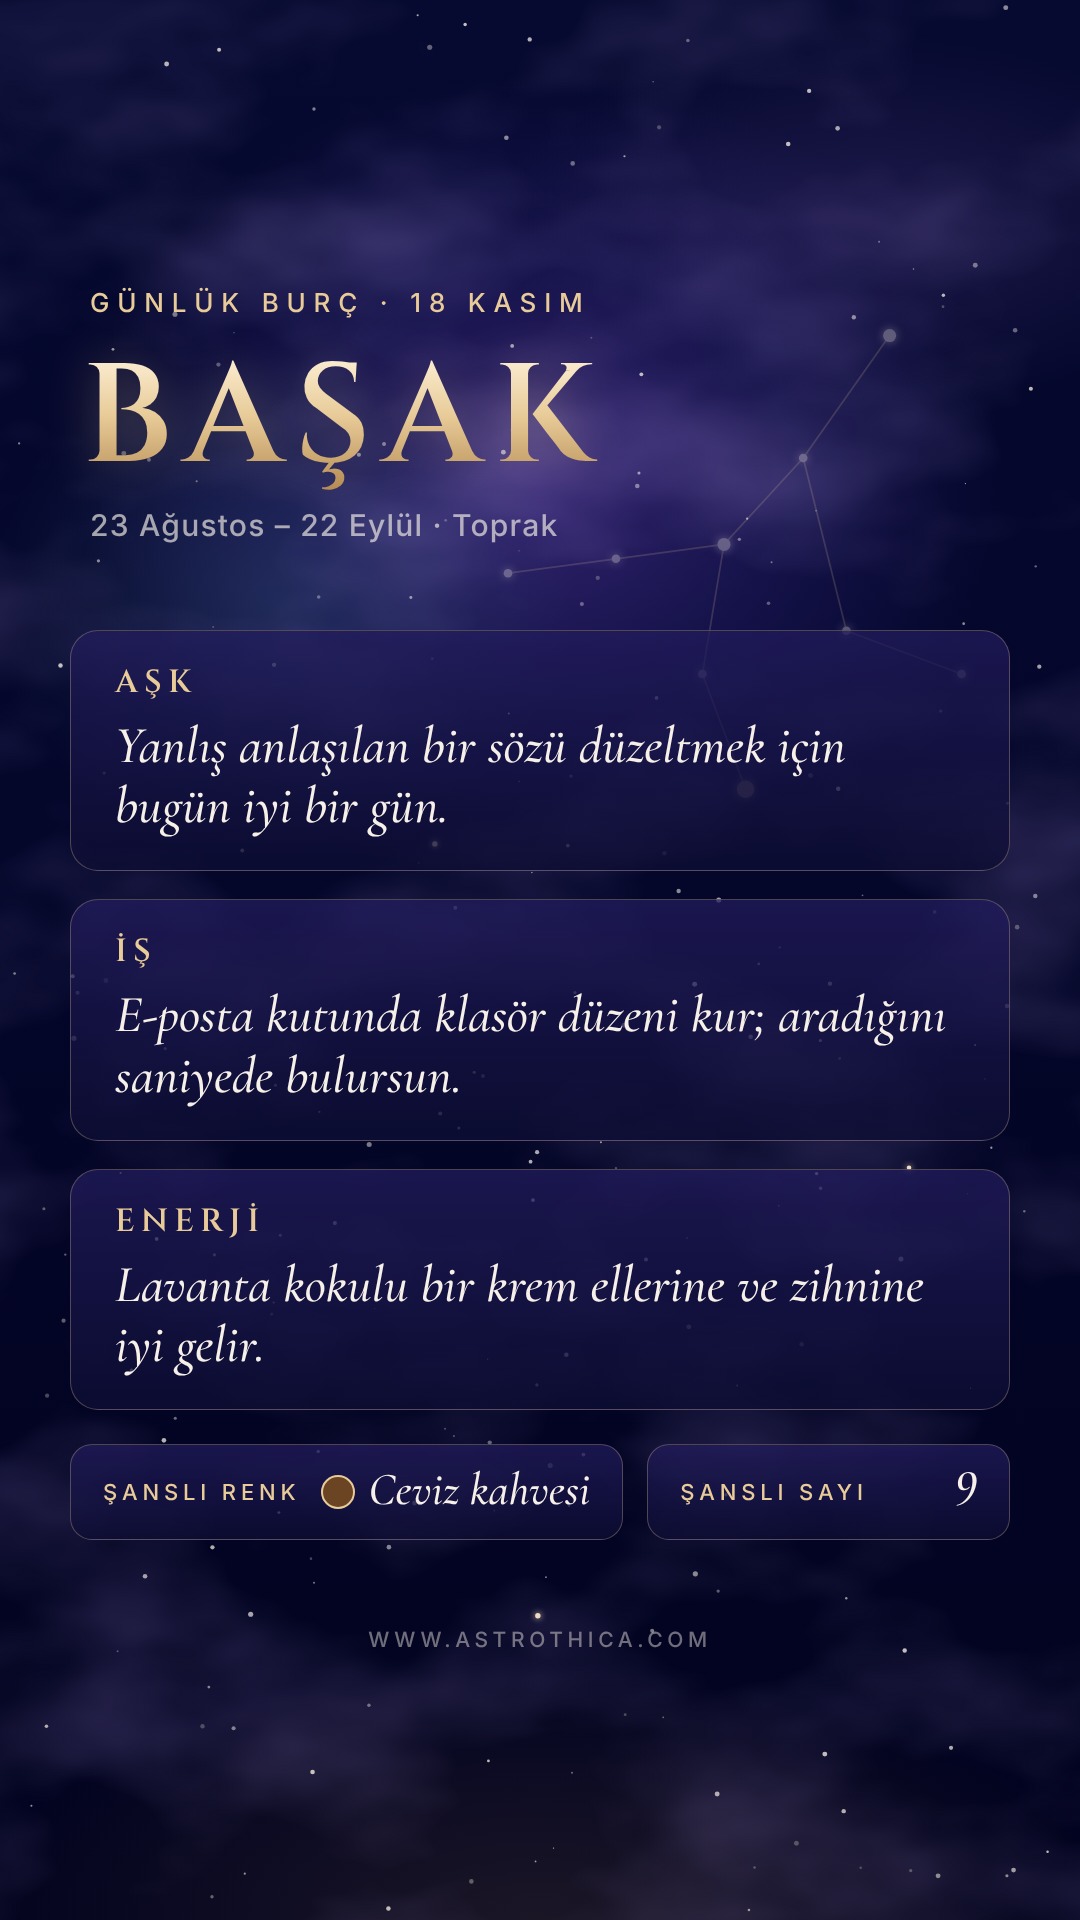 GÜNLÜK BURÇ · 18 KASIM
BAŞAK
23 Ağustos – 22 Eylül · Toprak
AŞK
Yanlış anlaşılan bir sözü düzeltmek için
bugün iyi bir gün.
İŞ
E-posta kutunda klasör düzeni kur; aradığını
saniyede bulursun.
ENERJİ
Lavanta kokulu bir krem ellerine ve zihnine
iyi gelir.
ŞANSLI RENK Ceviz kahvesi
ŞANSLI SAYI 9
WWW.ASTROTHICA.COM